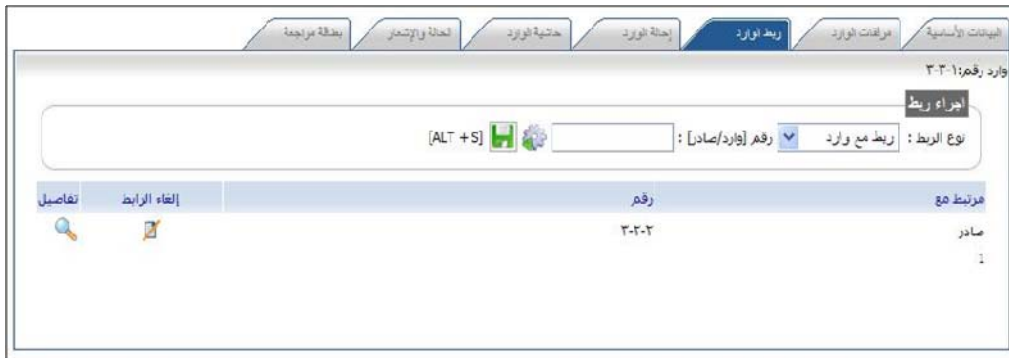 البيانات الأساسية مرفقات الوارد ربط الوارد إحالة الوارد حاشية الوارد الحالة والإشعار بطاقة مراجعة
وارد رقم:١-٣-٣
اجراء ربط
نوع الربط : ربط مع وارد رقم [وارد/صادر] : [ALT +S]
مرتبط مع رقم إلغاء الرابط تفاصيل
صادر ٢-٢-٣
1